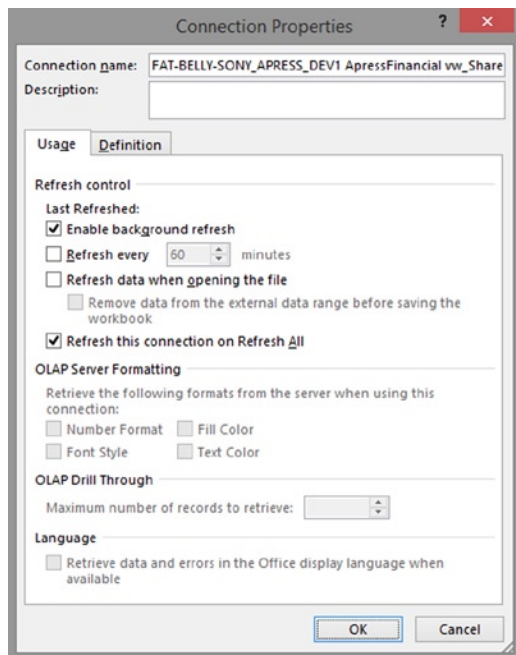 Connection Properties
?
×
Connection name:
FAT-BELLY-SONY_APRESS_DEV1 ApressFinancial vw_Share
Description:
Usage
Definition
Refresh control
Last Refreshed:
Enable background refresh
Refresh every
60
minutes
Refresh data when opening the file
Remove data from the external data range before saving the
workbook
Refresh this connection on Refresh All
OLAP Server Formatting
Retrieve the following formats from the server when using this
connection:
Number Format
Fill Color
Font Style
Text Color
OLAP Drill Through
Maximum number of records to retrieve:
Language
Retrieve data and errors in the Office display language when
available
OK
Cancel